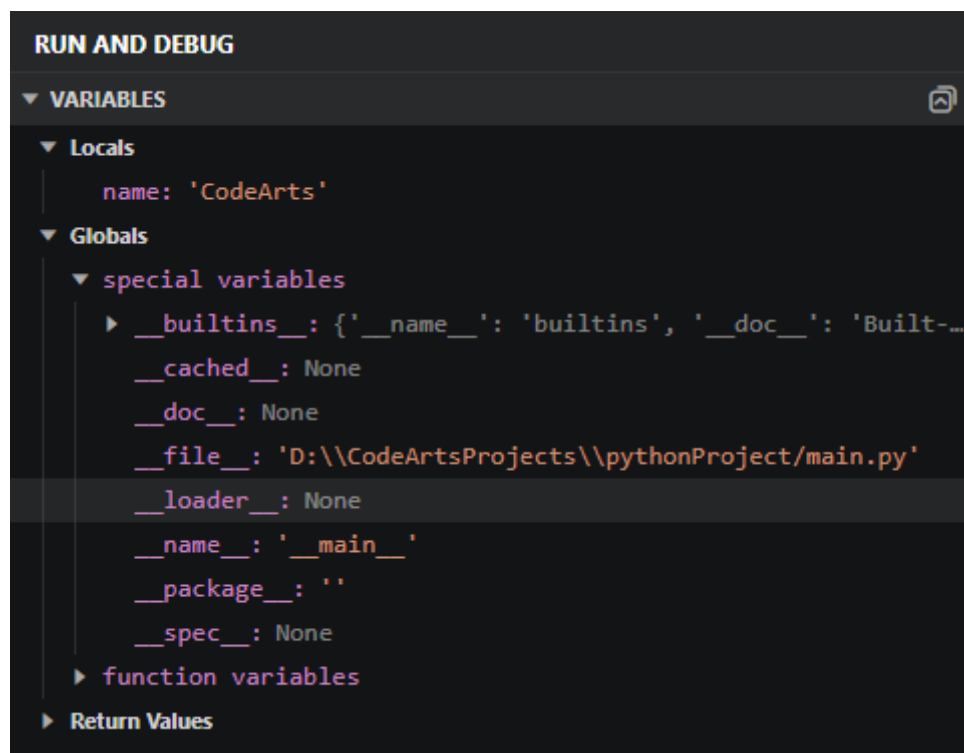 RUN AND DEBUG
VARIABLES
Locals
name: 'CodeArts'
Globals
special variables
__builtins__: {'__name__': 'builtins', '__doc__': 'Built-…
__cached__: None
__doc__: None
__file__: 'D:\\CodeArtsProjects\\pythonProject/main.py'
__loader__: None
__name__: '__main__'
__package__: ''
__spec__: None
function variables
Return Values